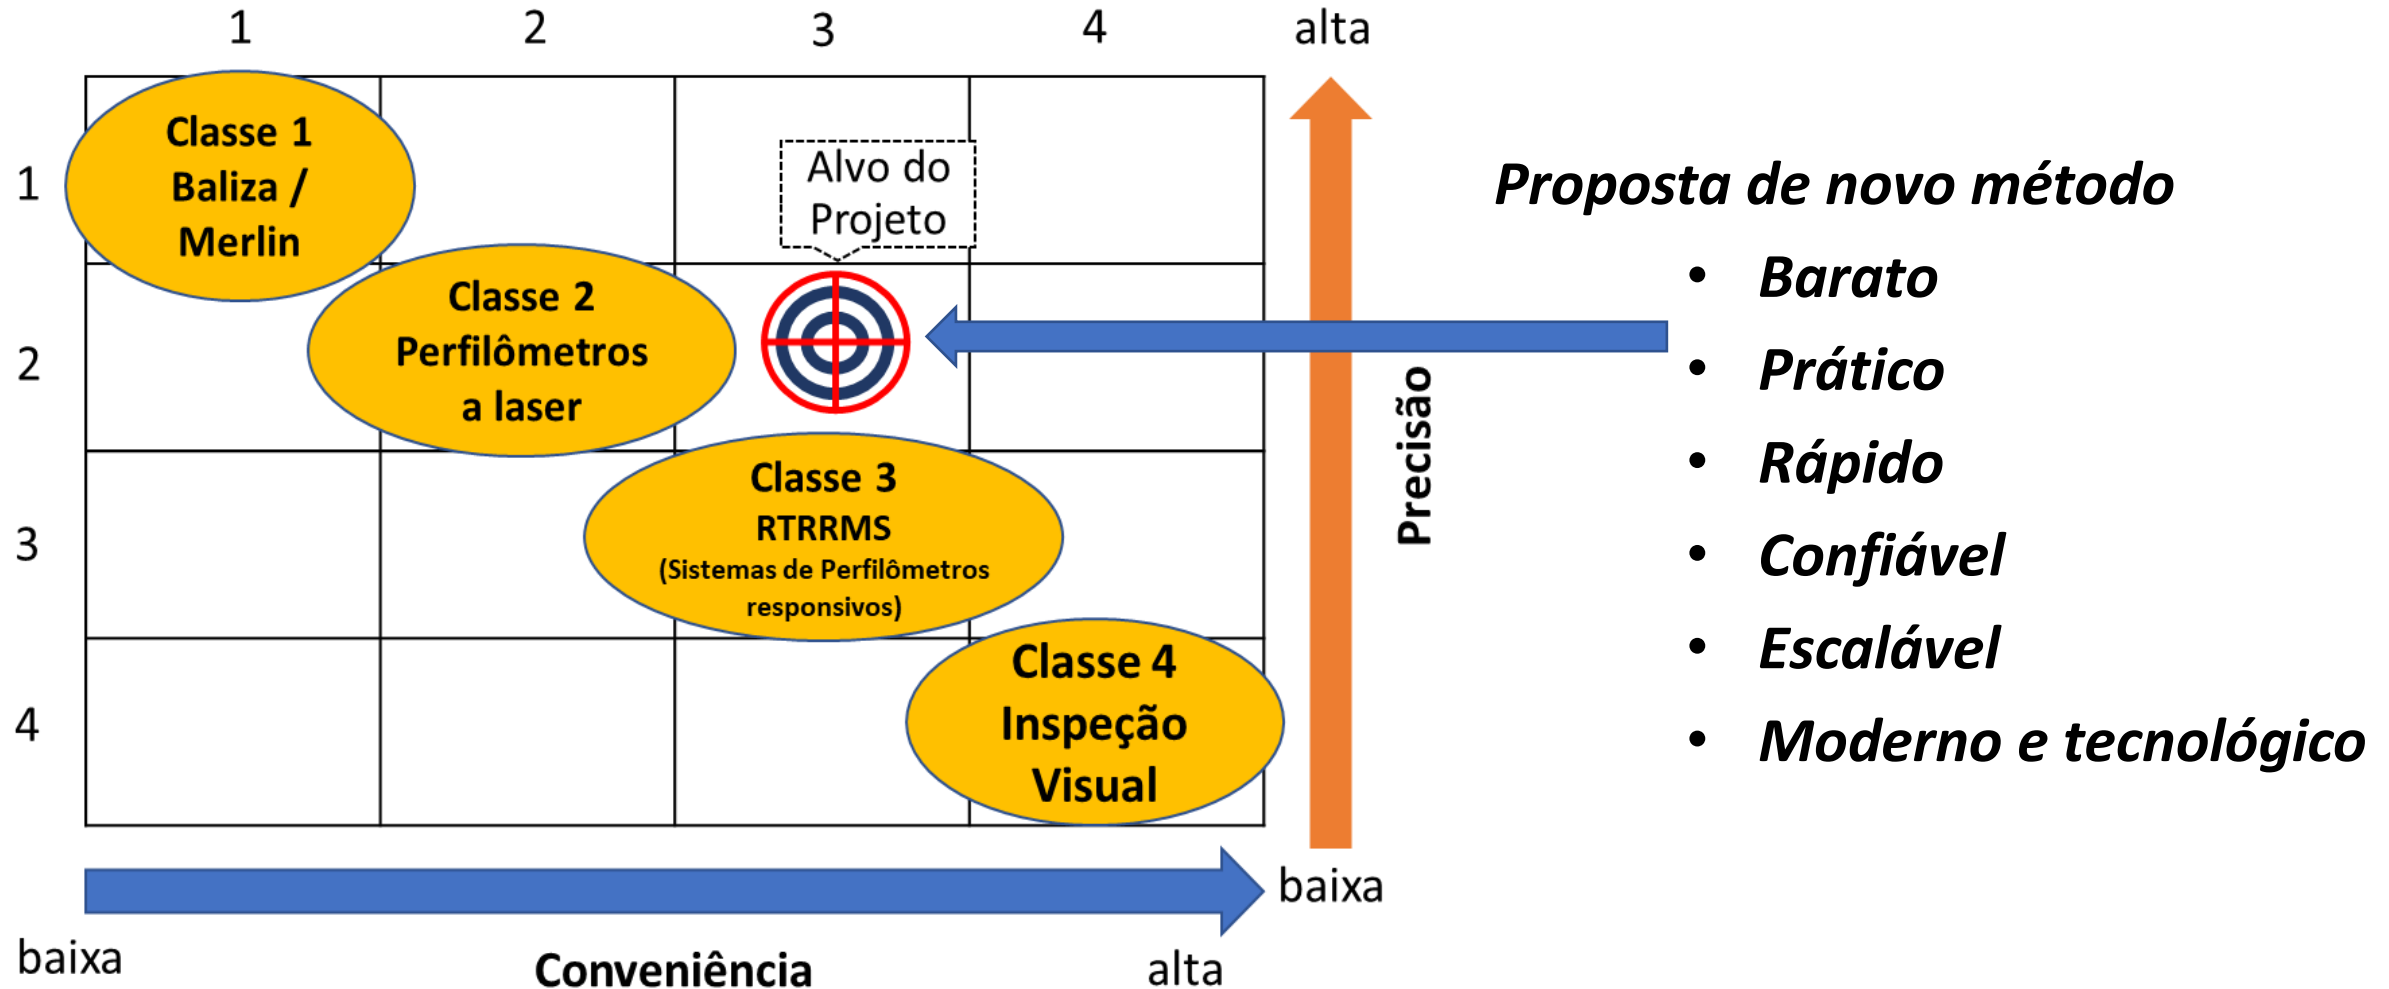 1
2
3
4
alta
Classe 1
Baliza /
Merlin
1
Alvo do
Projeto
Classe 2
Perfilômetros
a laser
2
Classe 3
RTRRMS
(Sistemas de Perfilômetros
responsivos)
3
Classe 4
Inspeção
Visual
4
Precisão
baixa
baixa
Conveniência
alta
Proposta de novo método
• Barato
• Prático
• Rápido
• Confiável
• Escalável
• Moderno e tecnológico